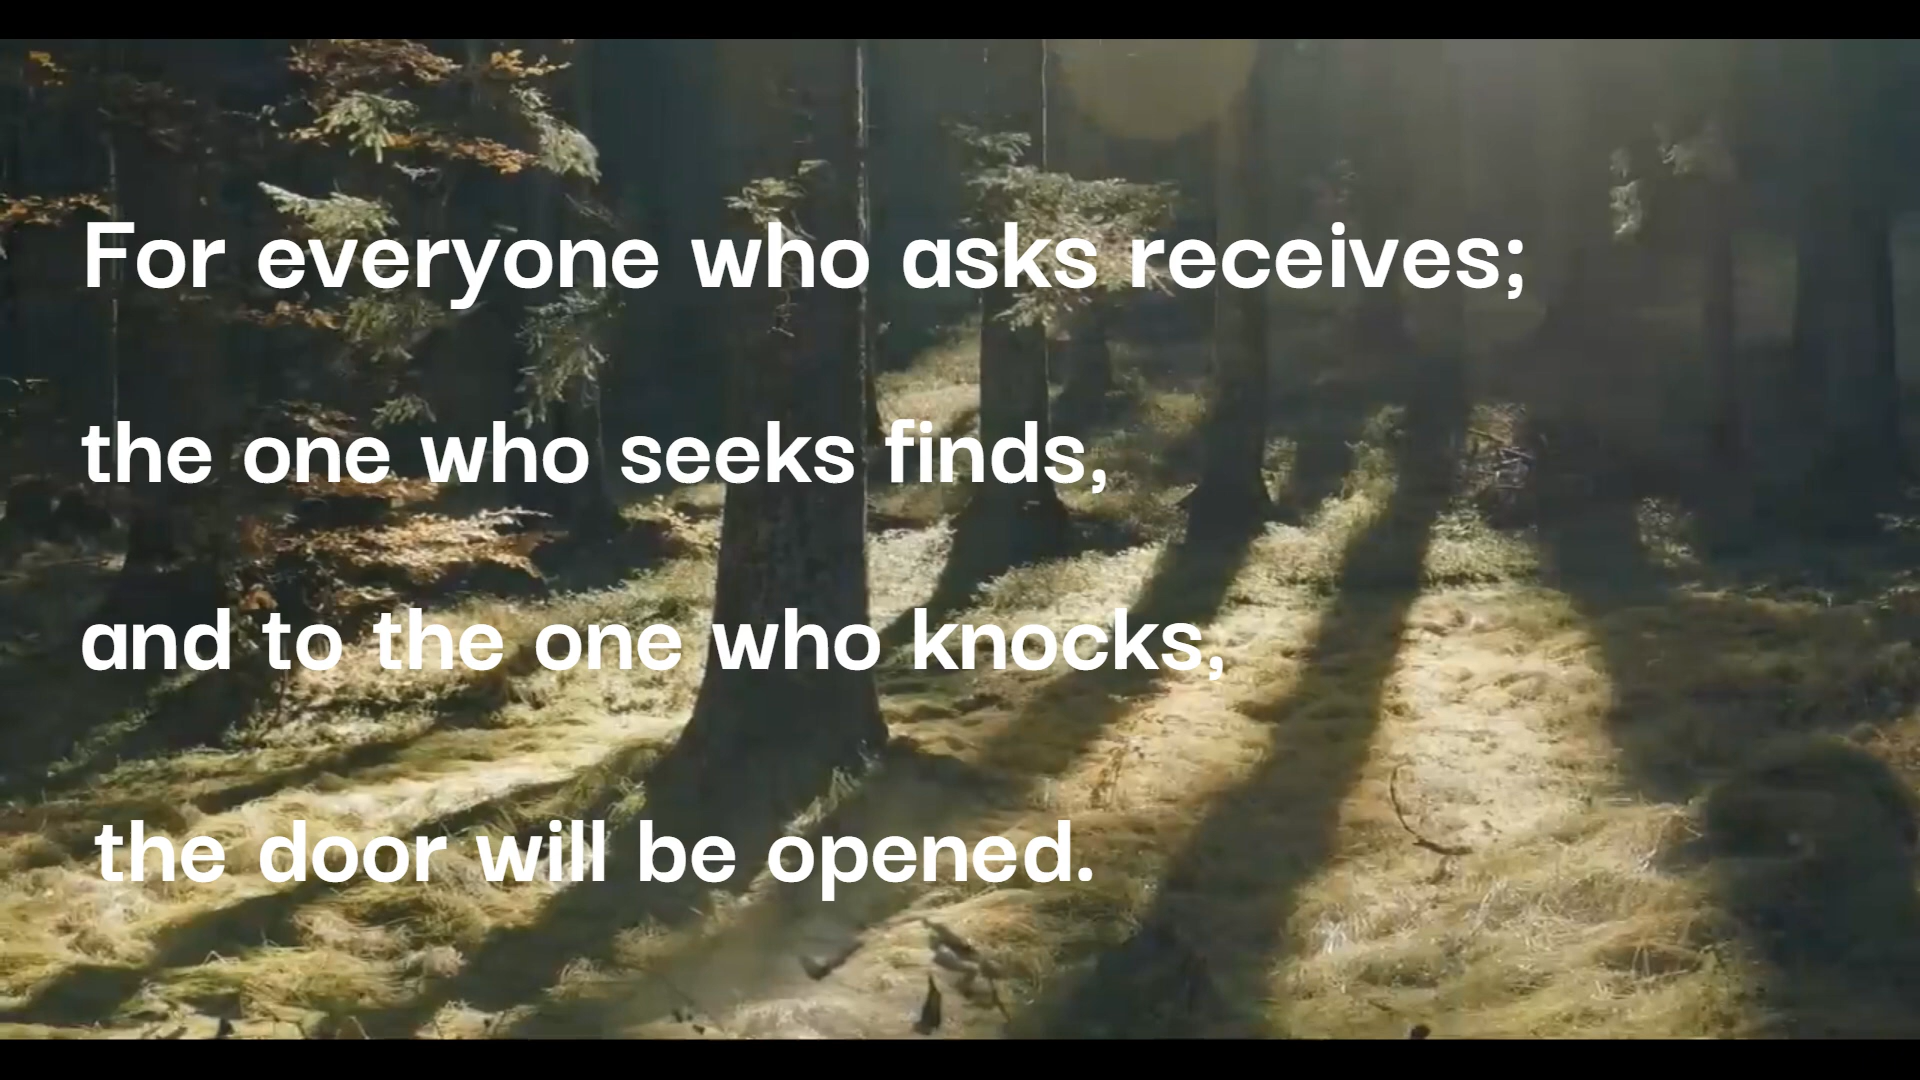 For everyone who asks receives;
the one who seeks finds,
and to the one who knocks,
the door will be opened.